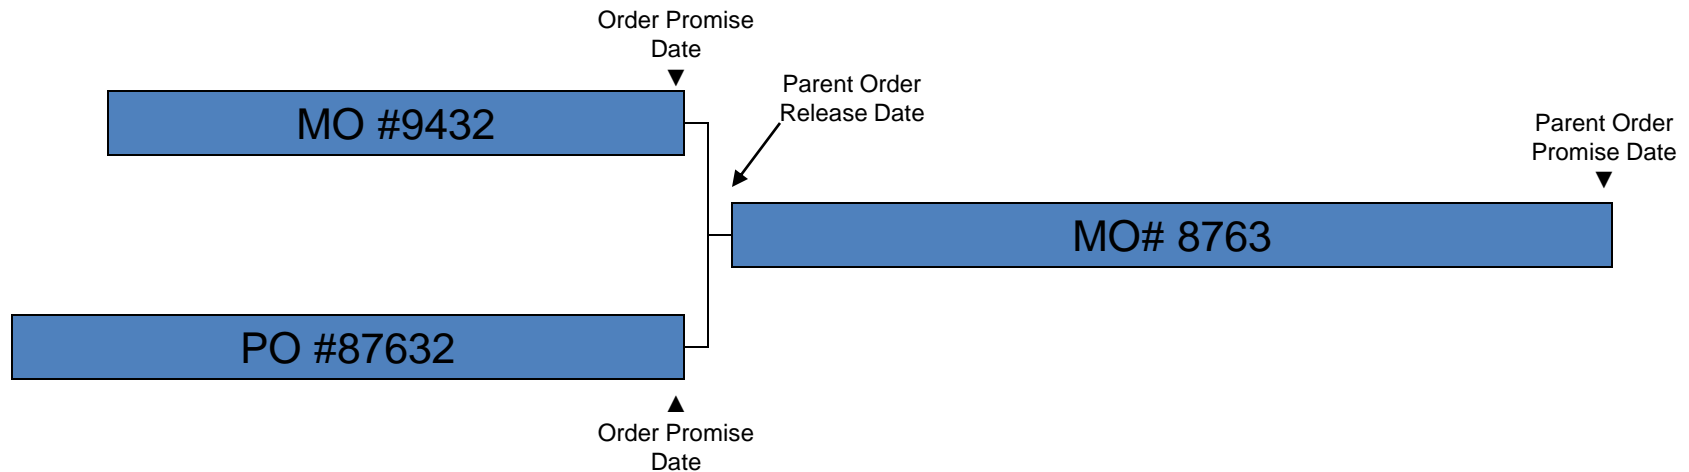 Order Promise
Date
Parent Order
Release Date
MO #9432
Parent Order
Promise Date
MO# 8763
PO #87632
Order Promise
Date